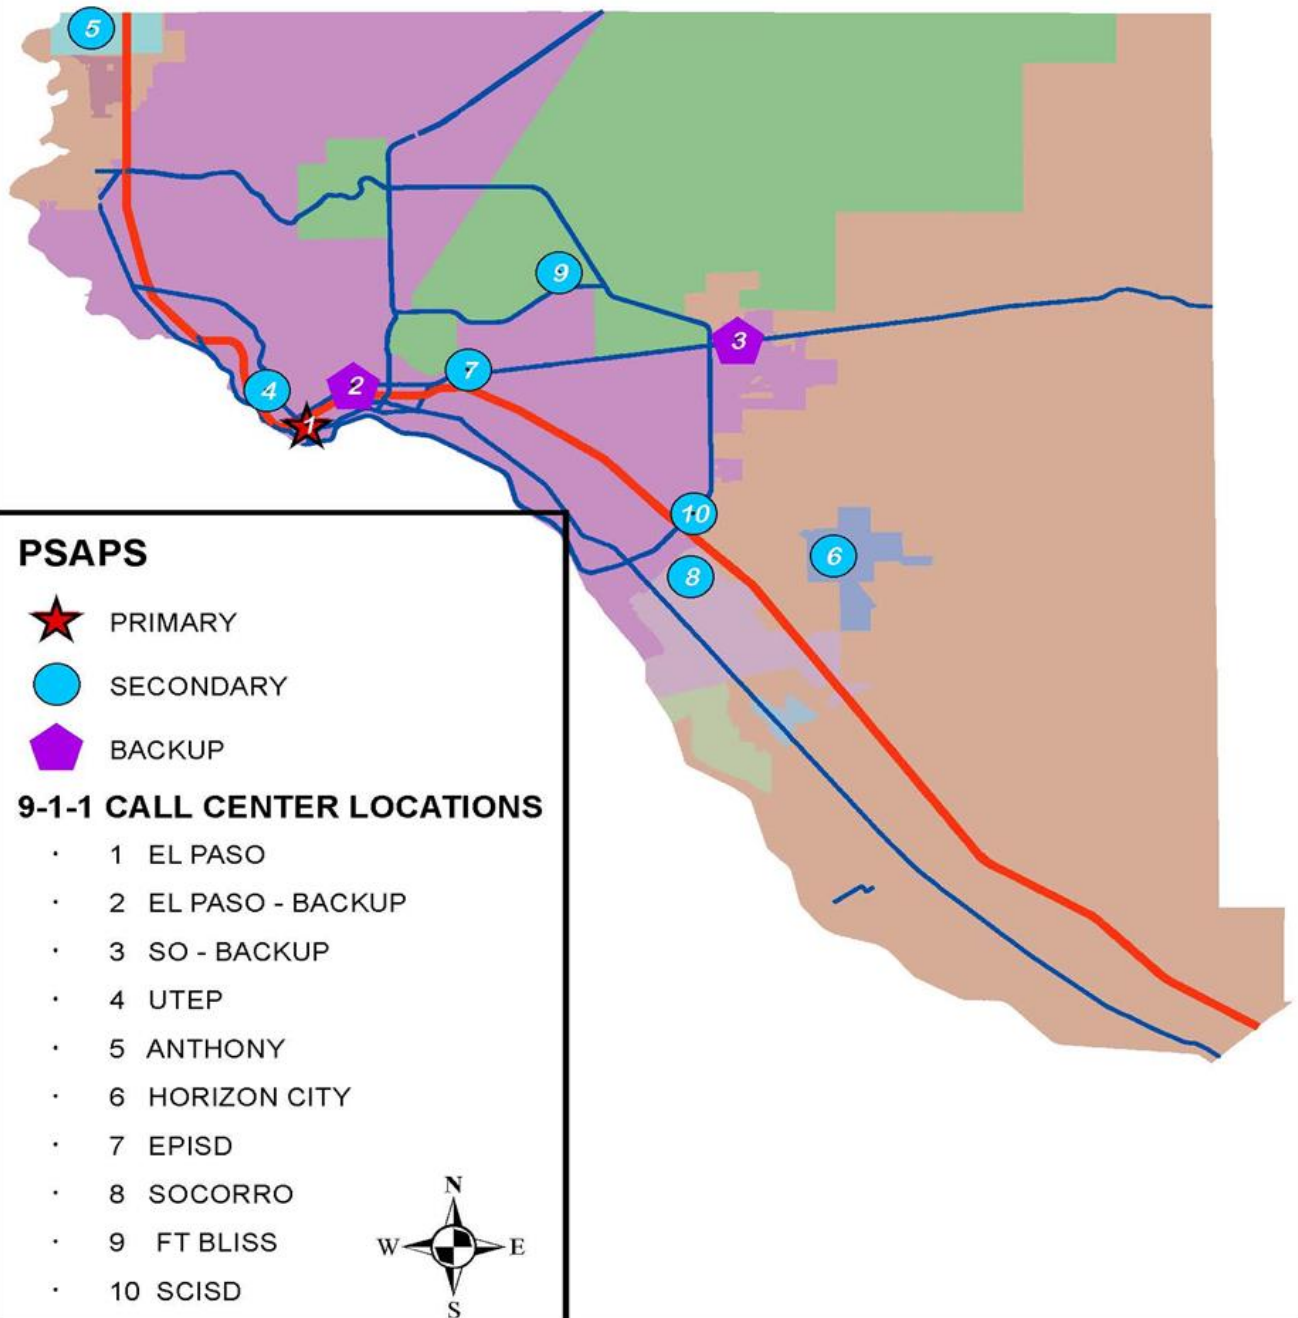 5
9
3
7
2
4
1
10
6
8
PSAPS
PRIMARY
SECONDARY
BACKUP
9-1-1 CALL CENTER LOCATIONS
· 1 EL PASO
· 2 EL PASO - BACKUP
· 3 SO - BACKUP
· 4 UTEP
· 5 ANTHONY
· 6 HORIZON CITY
· 7 EPISD
· 8 SOCORRO
· 9 FT BLISS
· 10 SCISD
N
W E
S